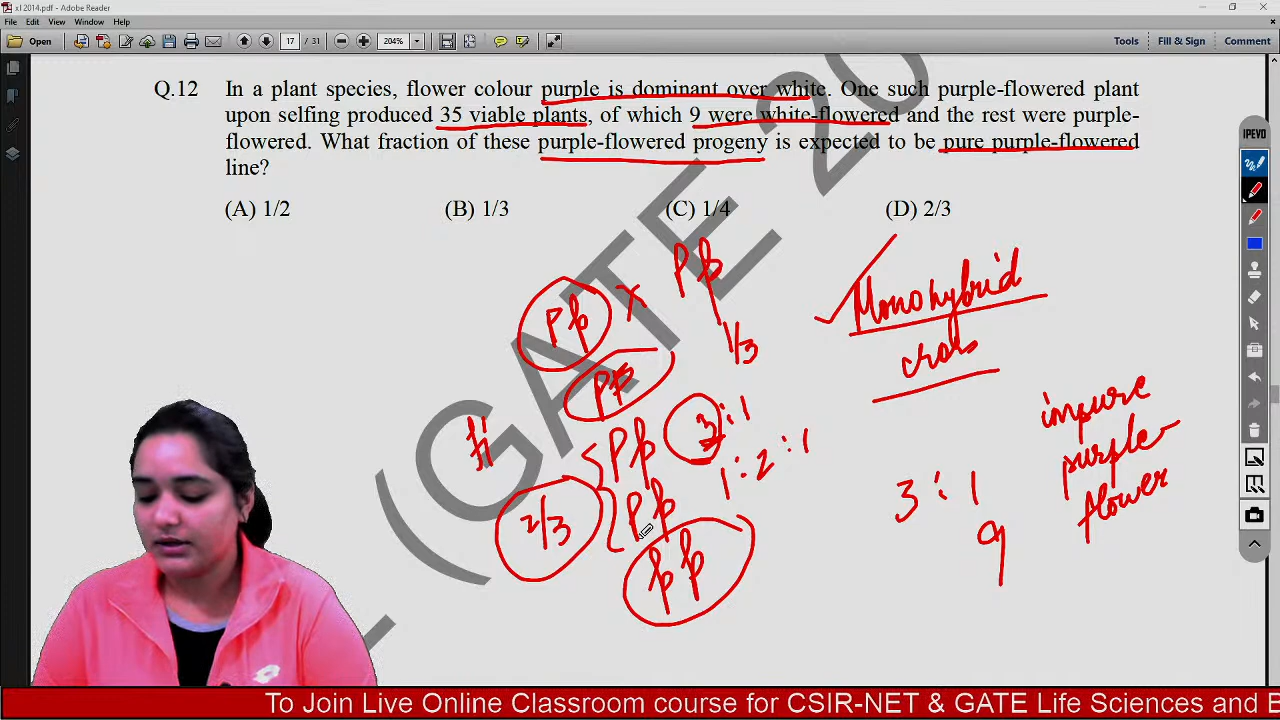 xl 2014.pdf - Adobe Reader
File Edit View Window Help
Open 17 / 31 204% Tools Fill & Sign Comment
Q.12 In a plant species, flower colour purple is dominant over white. One such purple-flowered plant
upon selfing produced 35 viable plants, of which 9 were white-flowered and the rest were purple-
flowered. What fraction of these purple-flowered progeny is expected to be pure purple-flowered
line?
(A) 1/2 (B) 1/3 (C) 1/4 (D) 2/3
(GATE 20
IPEVO
Pp x Pp
Monohybrid
cross
1/3
PP
3 : 1
Pp
1 : 2 : 1
2/3
Pp
pp
3 : 1
9
impure
purple-
flower
To Join Live Online Classroom course for CSIR-NET & GATE Life Sciences and B